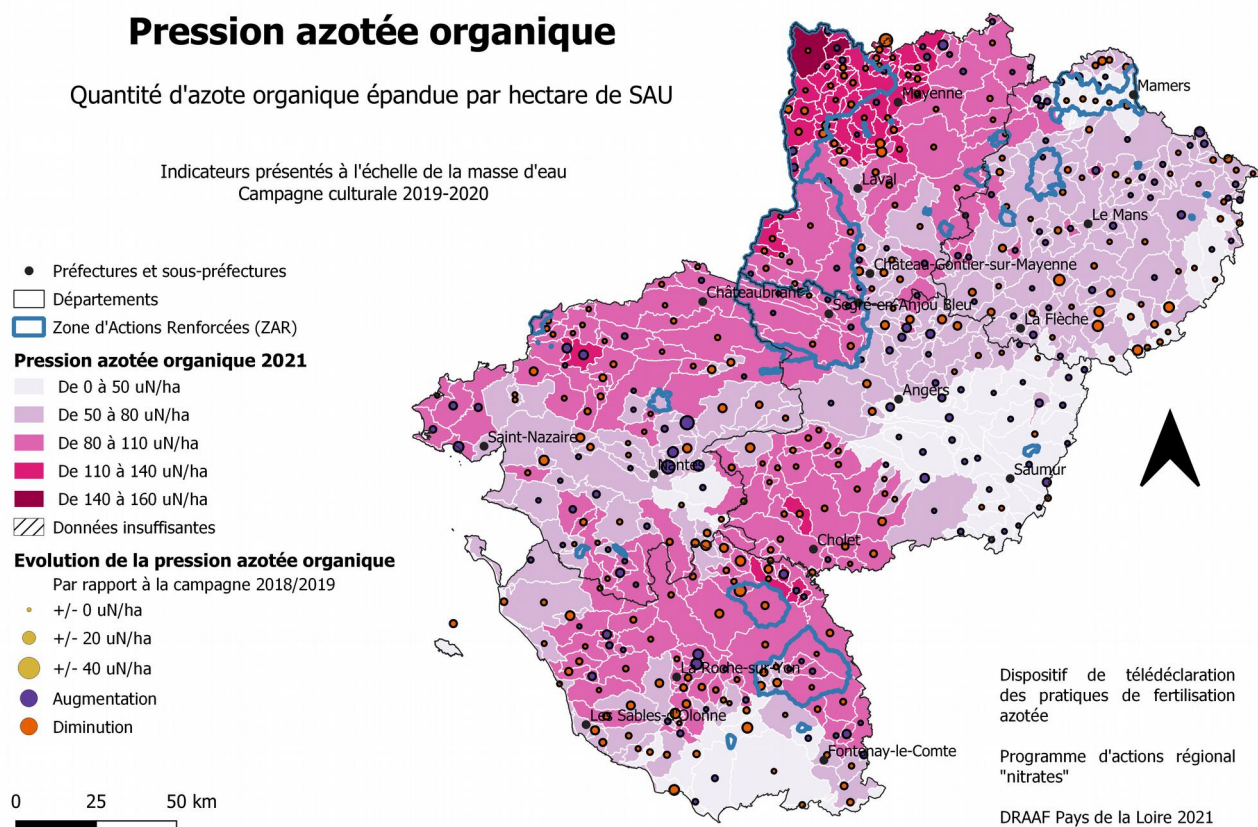 Pression azotée organique
Quantité d'azote organique épandue par hectare de SAU
Indicateurs présentés à l'échelle de la masse d'eau
Campagne culturale 2019-2020
Préfectures et sous-préfectures
Départements
Zone d'Actions Renforcées (ZAR)
Pression azotée organique 2021
De 0 à 50 uN/ha
De 50 à 80 uN/ha
De 80 à 110 uN/ha
De 110 à 140 uN/ha
De 140 à 160 uN/ha
Données insuffisantes
Evolution de la pression azotée organique
Par rapport à la campagne 2018/2019
+/- 0 uN/ha
+/- 20 uN/ha
+/- 40 uN/ha
Augmentation
Diminution
0 25 50 km
Mamers
Mayenne
Laval
Le Mans
Château-Gontier-sur-Mayenne
Châteaubriant
Segré-en-Anjou Bleu
La Flèche
Angers
Saint-Nazaire
Nantes
Saumur
Cholet
La Roche-sur-Yon
Les Sables-d'Olonne
Fontenay-le-Comte
Dispositif de télédéclaration
des pratiques de fertilisation
azotée
Programme d'actions régional
"nitrates"
DRAAF Pays de la Loire 2021